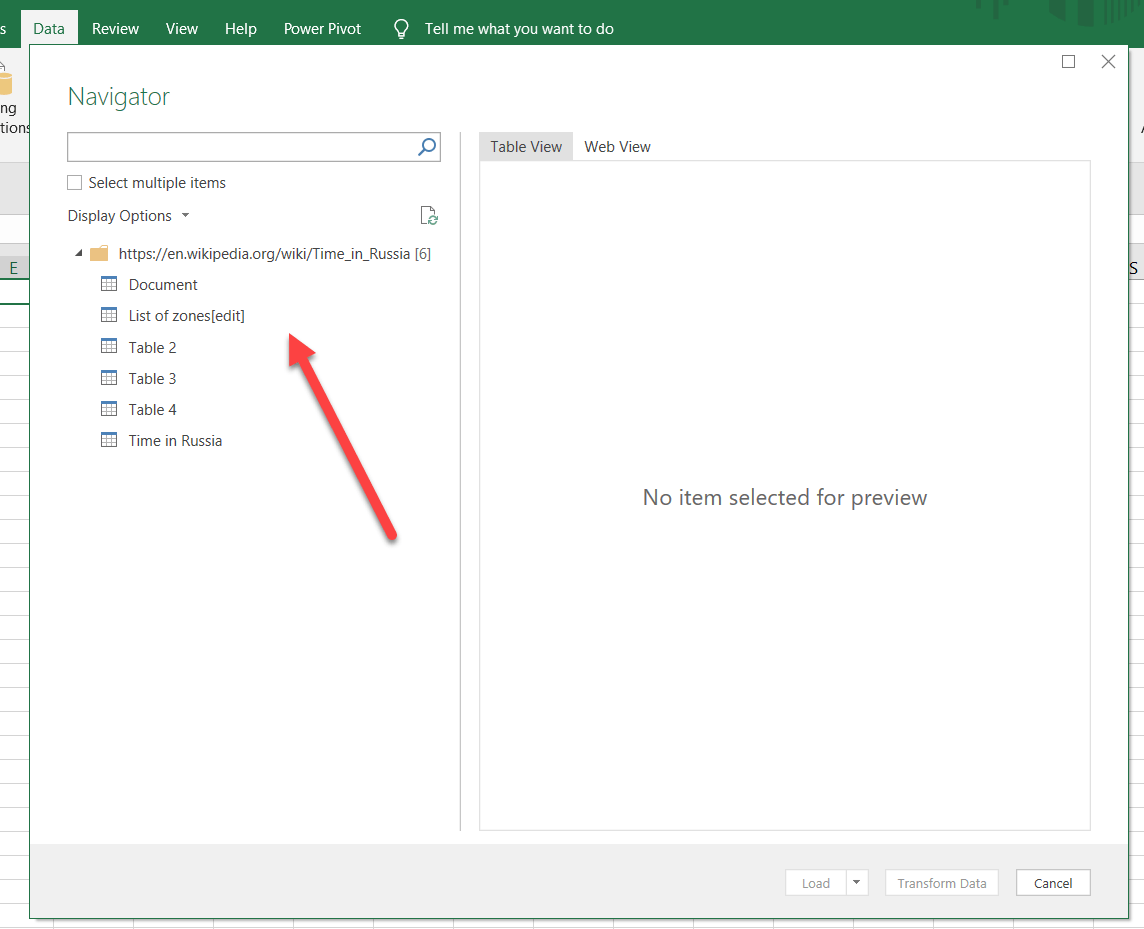 s Data Review View Help Power Pivot Tell me what you want to do
ng
tions
Navigator
Select multiple items
Display Options
https://en.wikipedia.org/wiki/Time_in_Russia [6]
Document
List of zones[edit]
Table 2
Table 3
Table 4
Time in Russia
Table View Web View
No item selected for preview
E
S
Load Transform Data Cancel